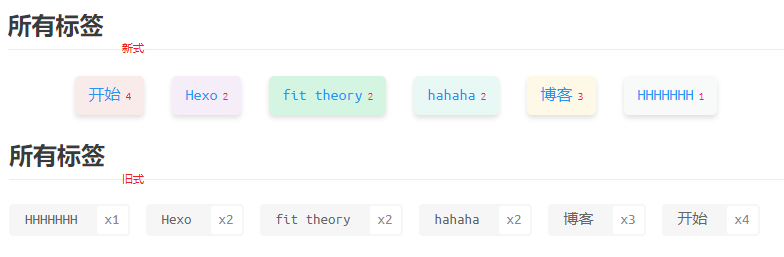 所有标签
新式
开始 4 Hexo 2 fit theory 2 hahaha 2 博客 3 HHHHHHH 1
所有标签
旧式
HHHHHHH x1 Hexo x2 fit theory x2 hahaha x2 博客 x3 开始 x4